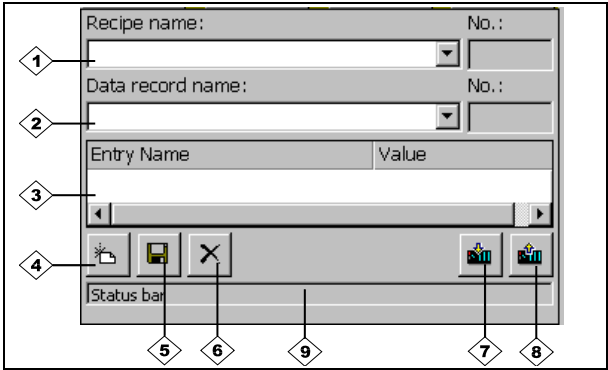 Recipe name: No.:
1
Data record name: No.:
2
Entry Name Value
3
4
Status bar
5 6 9 7 8